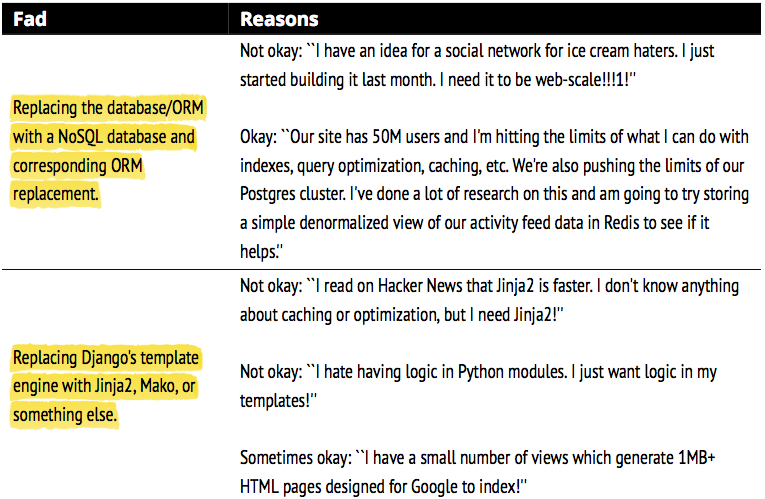 Fad Reasons
Not okay: ``I have an idea for a social network for ice cream haters. I just
started building it last month. I need it to be web-scale!!!1!''
Replacing the database/ORM
with a NoSQL database and
corresponding ORM
replacement.
Okay: ``Our site has 50M users and I'm hitting the limits of what I can do with
indexes, query optimization, caching, etc. We're also pushing the limits of our
Postgres cluster. I've done a lot of research on this and am going to try storing
a simple denormalized view of our activity feed data in Redis to see if it
helps.''
Not okay: ``I read on Hacker News that Jinja2 is faster. I don't know anything
about caching or optimization, but I need Jinja2!''
Replacing Django's template
engine with Jinja2, Mako, or
something else.
Not okay: ``I hate having logic in Python modules. I just want logic in my
templates!''
Sometimes okay: ``I have a small number of views which generate 1MB+
HTML pages designed for Google to index!''